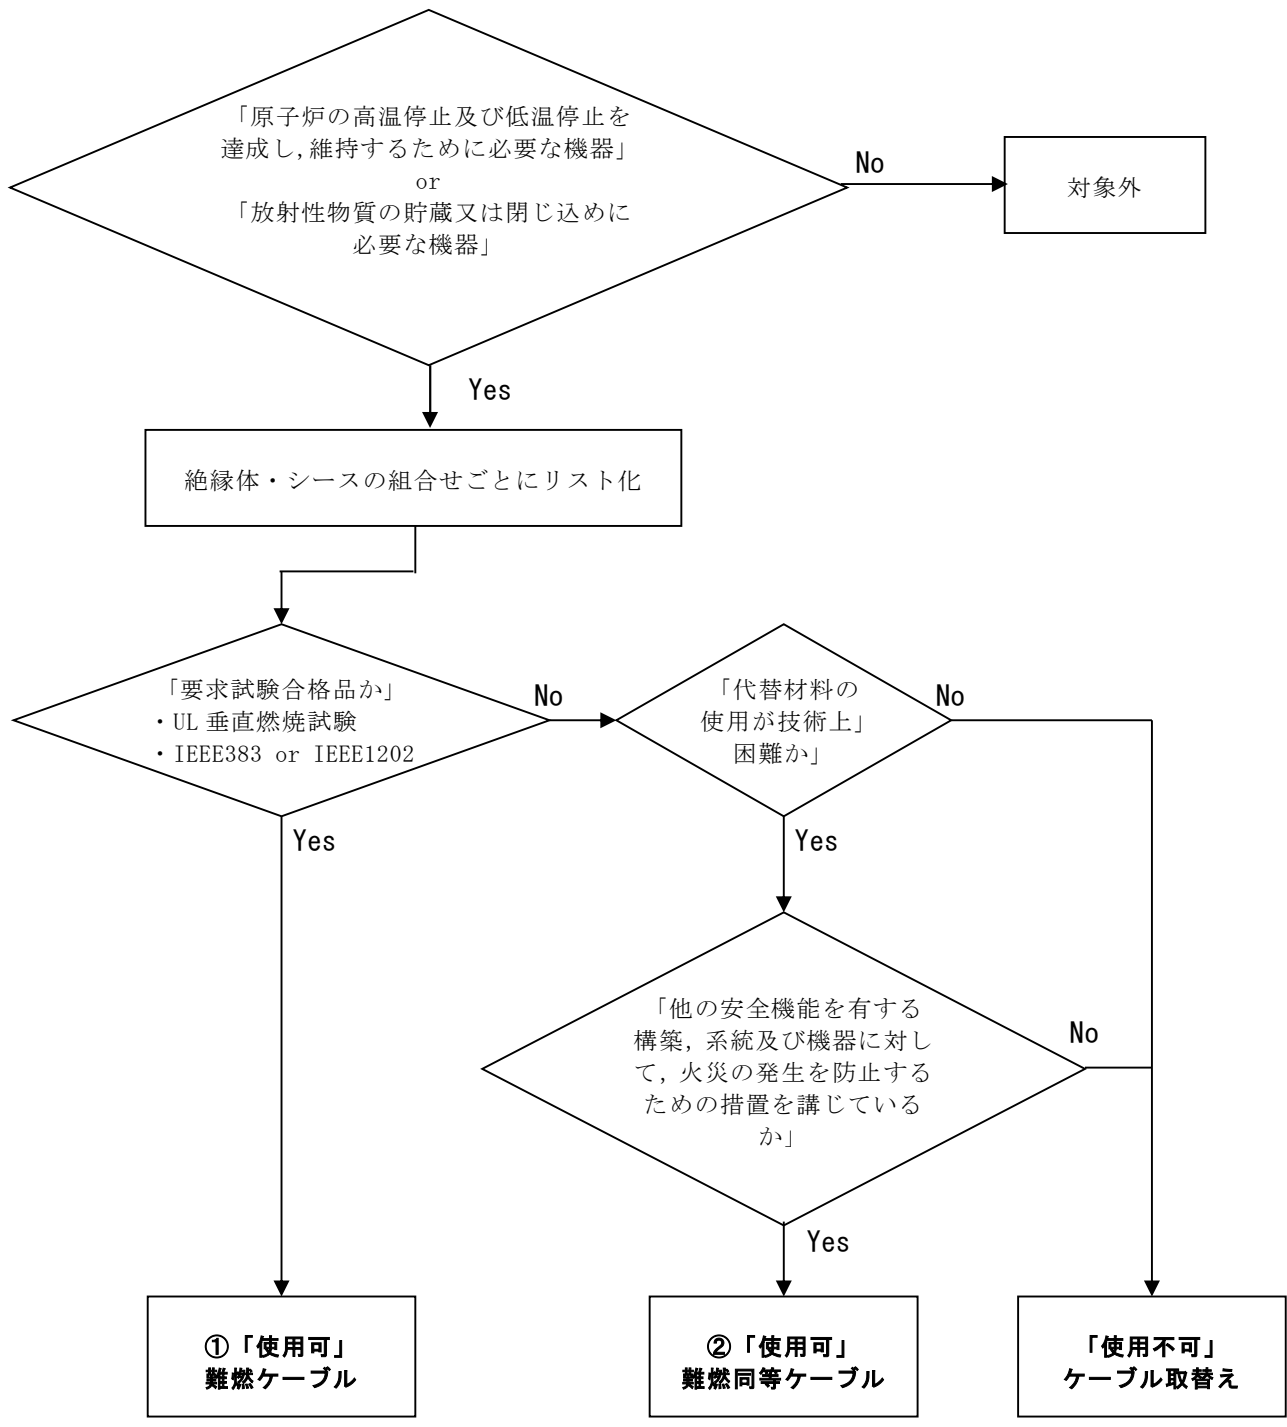 「原子炉の高温停止及び低温停止を
達成し,維持するために必要な機器」
or
「放射性物質の貯蔵又は閉じ込めに
必要な機器」
No
対象外
Yes
絶縁体・シースの組合せごとにリスト化
「要求試験合格品か」
・UL 垂直燃焼試験
・IEEE383 or IEEE1202
No
「代替材料の
使用が技術上」
困難か」
No
Yes
Yes
「他の安全機能を有する
構築,系統及び機器に対し
て,火災の発生を防止する
ための措置を講じている
か」
No
Yes
①「使用可」
難燃ケーブル
②「使用可」
難燃同等ケーブル
「使用不可」
ケーブル取替え